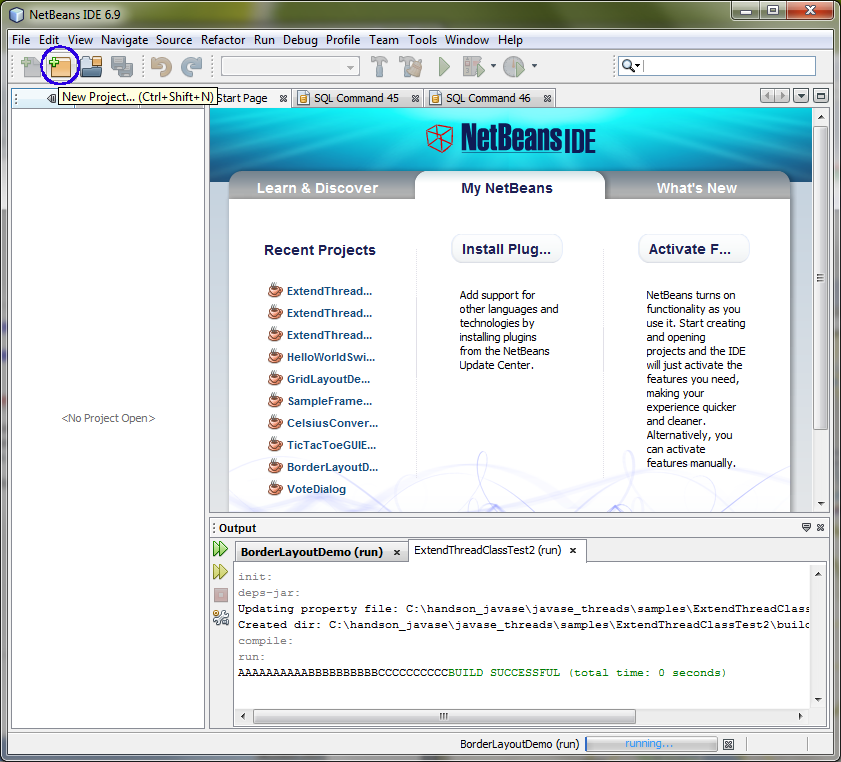 NetBeans IDE 6.9
File Edit View Navigate Source Refactor Run Debug Profile Team Tools Window Help
New Project... (Ctrl+Shift+N)
Start Page
SQL Command 45
SQL Command 46
NetBeans IDE
Learn & Discover
My NetBeans
What's New
Recent Projects
ExtendThread...
ExtendThread...
ExtendThread...
HelloWorldSwi...
GridLayoutDe...
SampleFrame...
CelsiusConver...
TicTacToeGUIE...
BorderLayoutD...
VoteDialog
Install Plug...
Add support for
other languages and
technologies by
installing plugins
from the NetBeans
Update Center.
Activate F...
NetBeans turns on
functionality as you
use it. Start creating
and opening
projects and the IDE
will just activate the
features you need,
making your
experience quicker
and cleaner.
Alternatively, you
can activate
features manually.
<No Project Open>
Output
BorderLayoutDemo (run)
ExtendThreadClassTest2 (run)
init:
deps-jar:
Updating property file: C:\handson_javase\javase_threads\samples\ExtendThreadClass
Created dir: C:\handson_javase\javase_threads\samples\ExtendThreadClassTest2\build
compile:
run:
AAAAAAAAAABBBBBBBBBBCCCCCCCCCCBUILD SUCCESSFUL (total time: 0 seconds)
BorderLayoutDemo (run)
running...